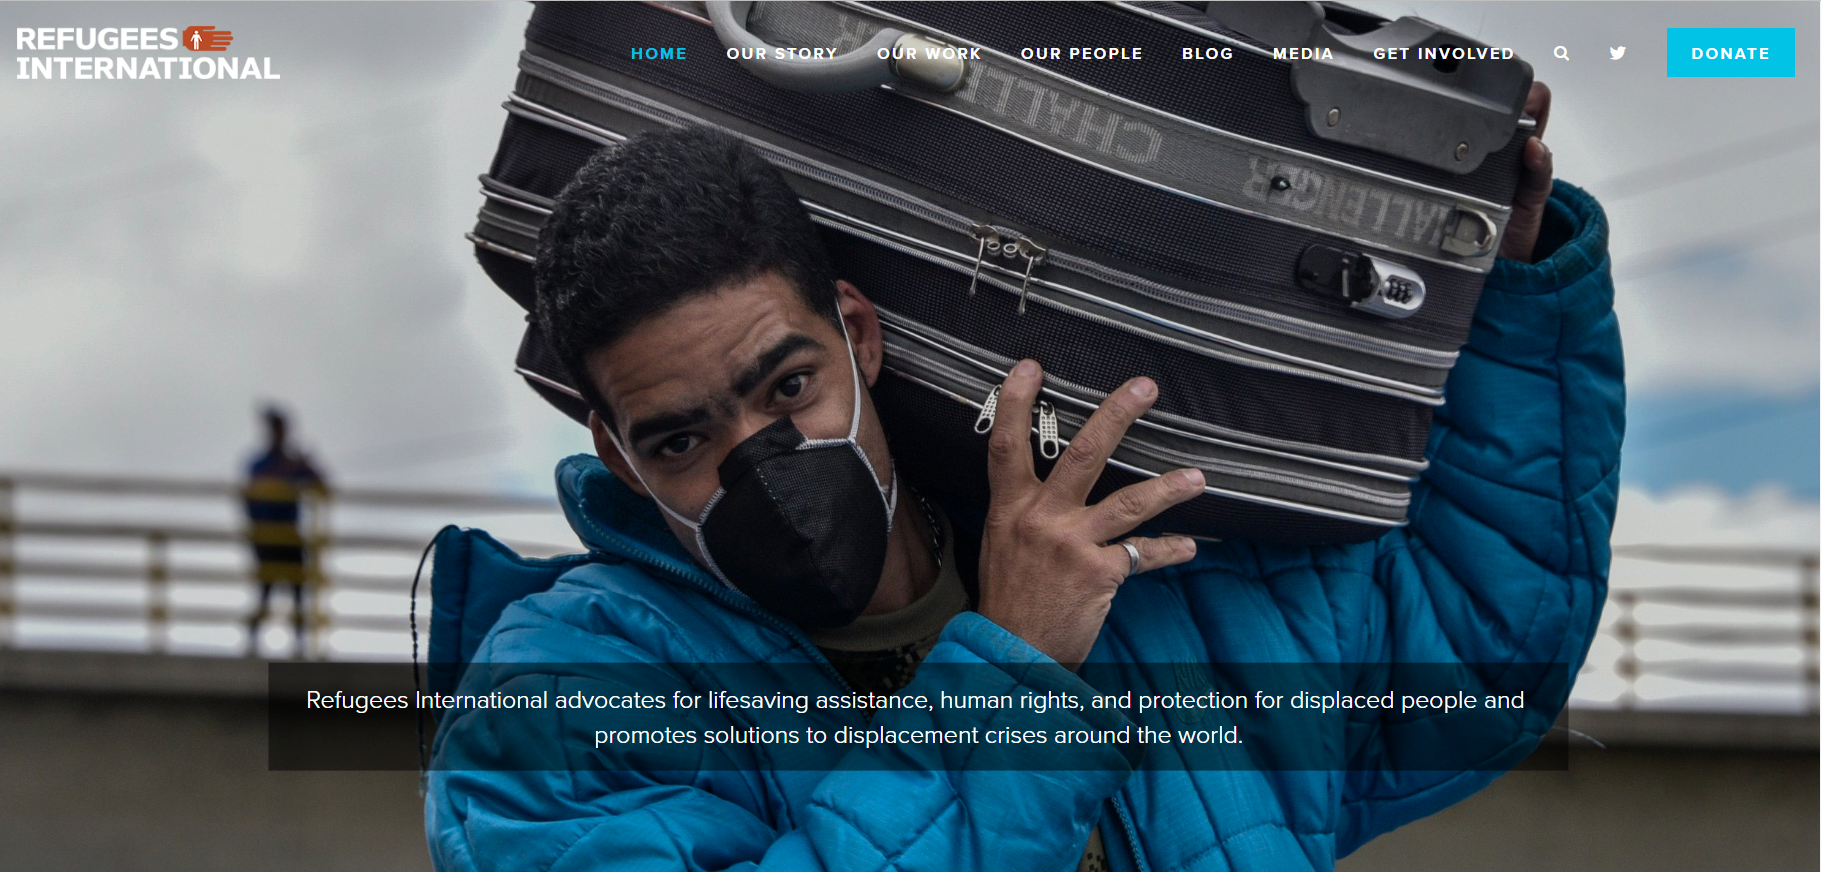 REFUGEES
INTERNATIONAL
HOME OUR STORY OUR WORK OUR PEOPLE BLOG MEDIA GET INVOLVED DONATE
CHALL
CHALLENGER
Refugees International advocates for lifesaving assistance, human rights, and protection for displaced people and
promotes solutions to displacement crises around the world.